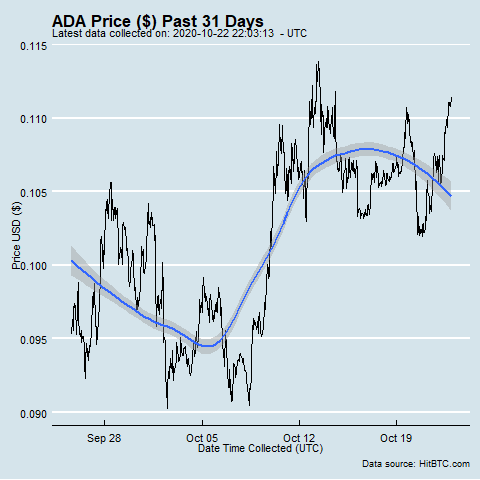 ADA Price ($) Past 31 Days
Latest data collected on: 2020-10-22 22:03:13 - UTC
0.115
0.110
0.105
0.100
0.095
0.090
Price USD ($)
Sep 28 Oct 05 Oct 12 Oct 19
Date Time Collected (UTC)
Data source: HitBTC.com